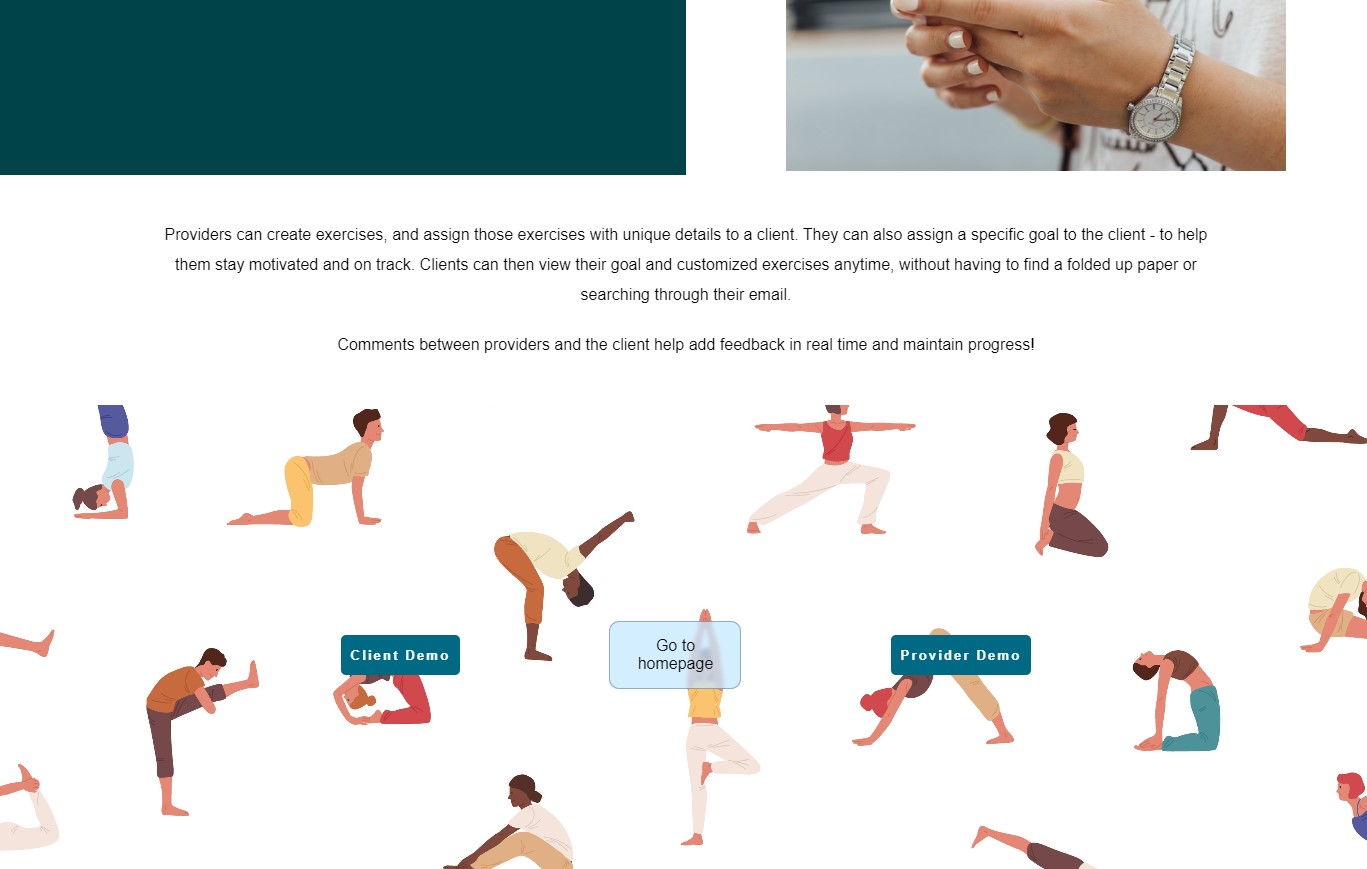 Providers can create exercises, and assign those exercises with unique details to a client. They can also assign a specific goal to the client - to help
them stay motivated and on track. Clients can then view their goal and customized exercises anytime, without having to find a folded up paper or
searching through their email.
Comments between providers and the client help add feedback in real time and maintain progress!
Client Demo
Go to
homepage
Provider Demo